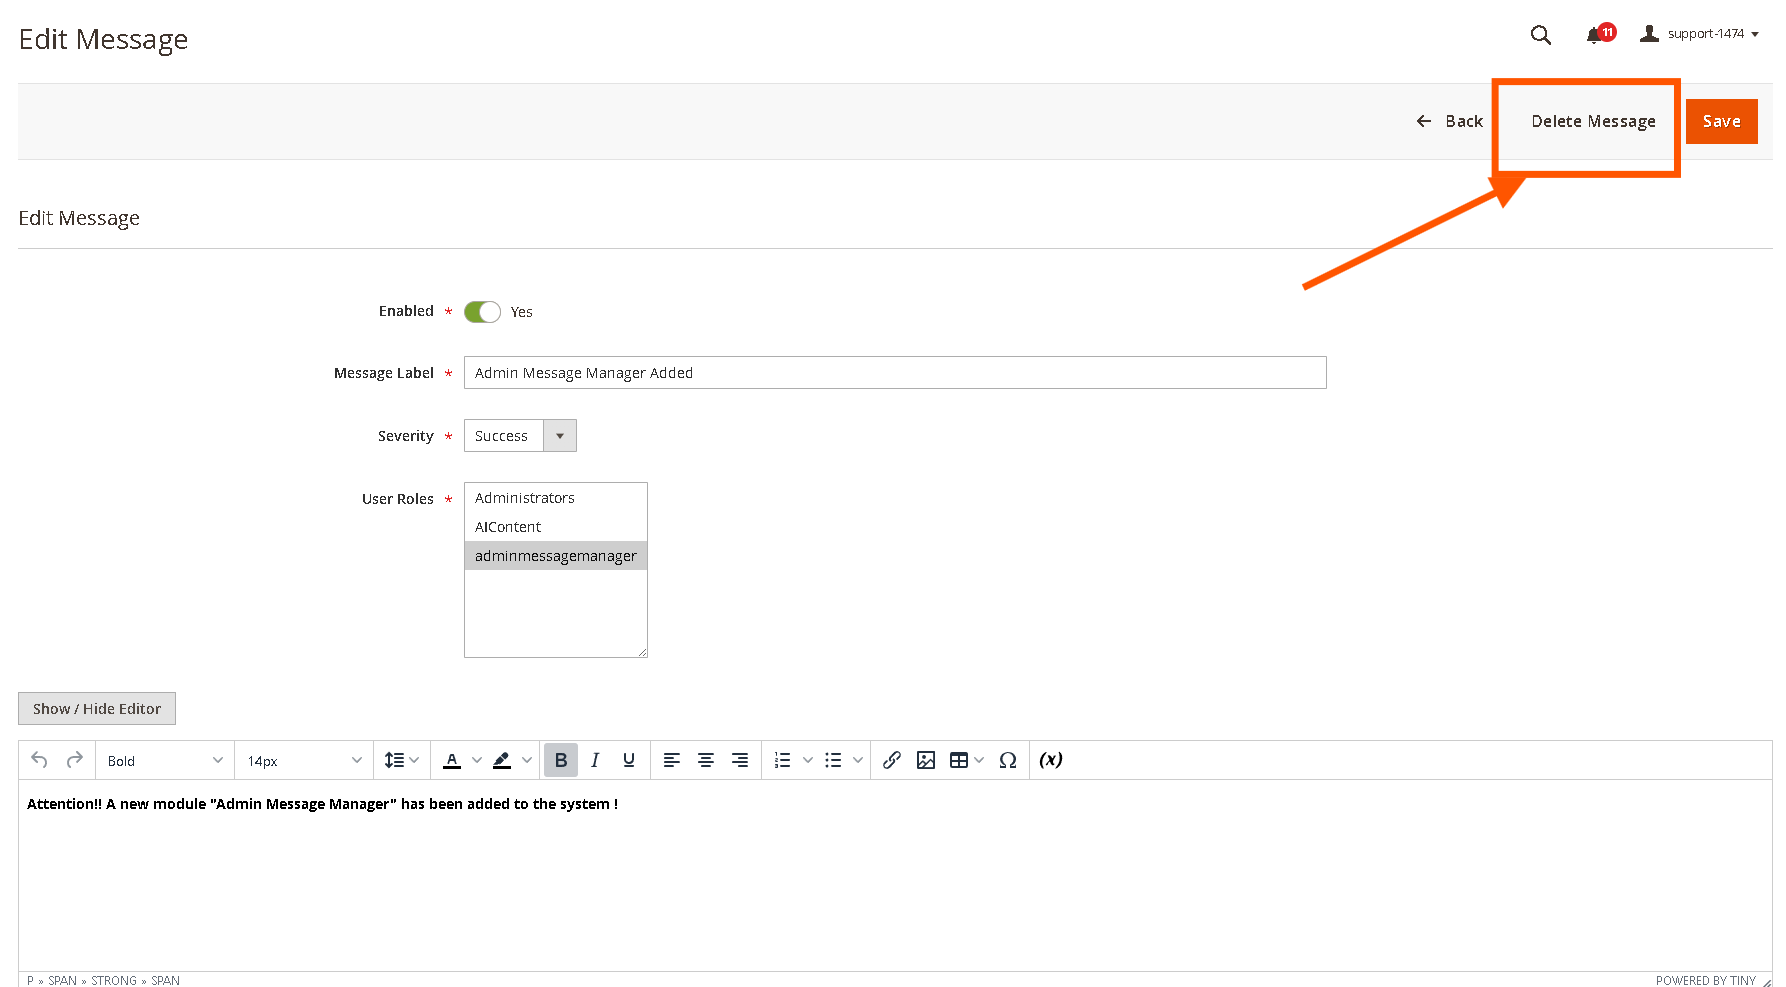 Edit Message
11
support-1474
Back
Delete Message
Save
Edit Message
Enabled *
Yes
Message Label *
Admin Message Manager Added
Severity *
Success
User Roles *
Administrators
AIContent
adminmessagemanager
Show / Hide Editor
Bold
14px
A
B I U
Ω
(x)
Attention!! A new module "Admin Message Manager" has been added to the system !
P » SPAN » STRONG » SPAN
POWERED BY TINY